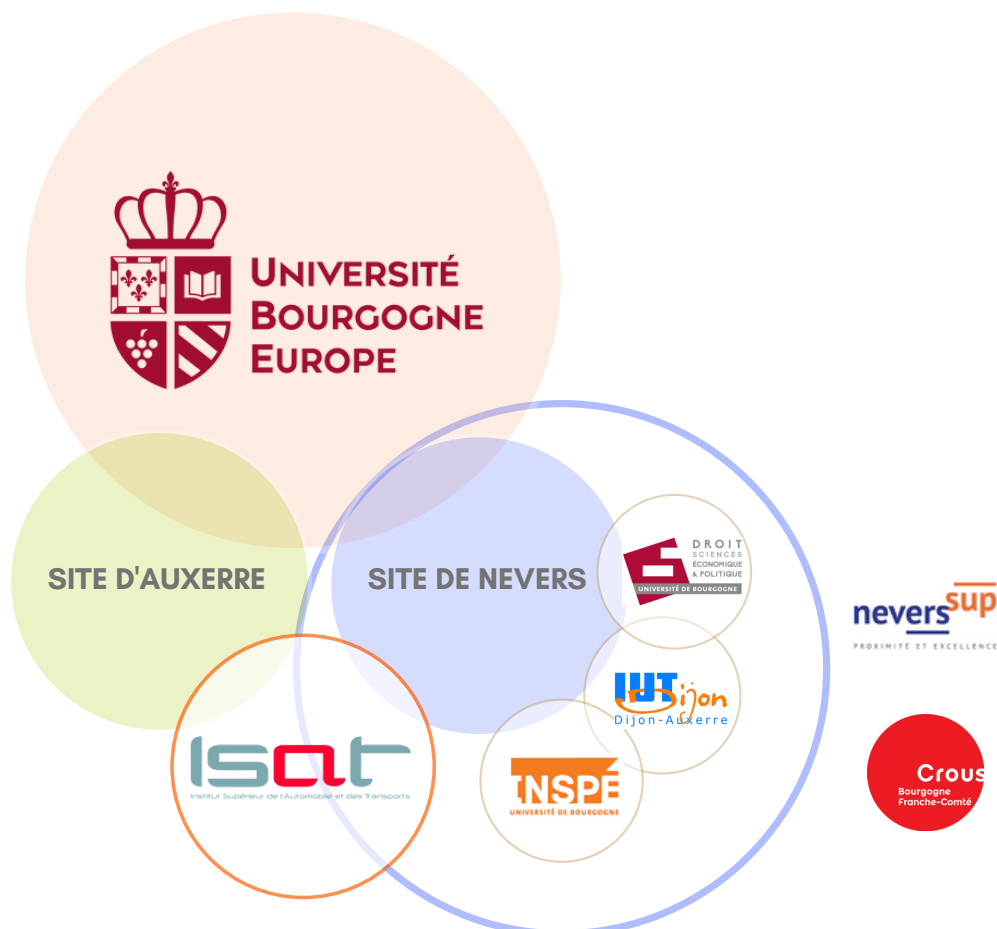 UNIVERSITÉ
BOURGOGNE
EUROPE
SITE D'AUXERRE
SITE DE NEVERS
DROIT
SCIENCES
ÉCONOMIQUE
& POLITIQUE
UNIVERSITÉ DE BOURGOGNE
IUT Dijon
Dijon-Auxerre
Isat
Institut Supérieur de l'Automobile et des Transports
INSPÉ
UNIVERSITÉ DE BOURGOGNE
nevers sup
PROXIMITÉ ET EXCELLENCE
Crous
Bourgogne
Franche-Comté